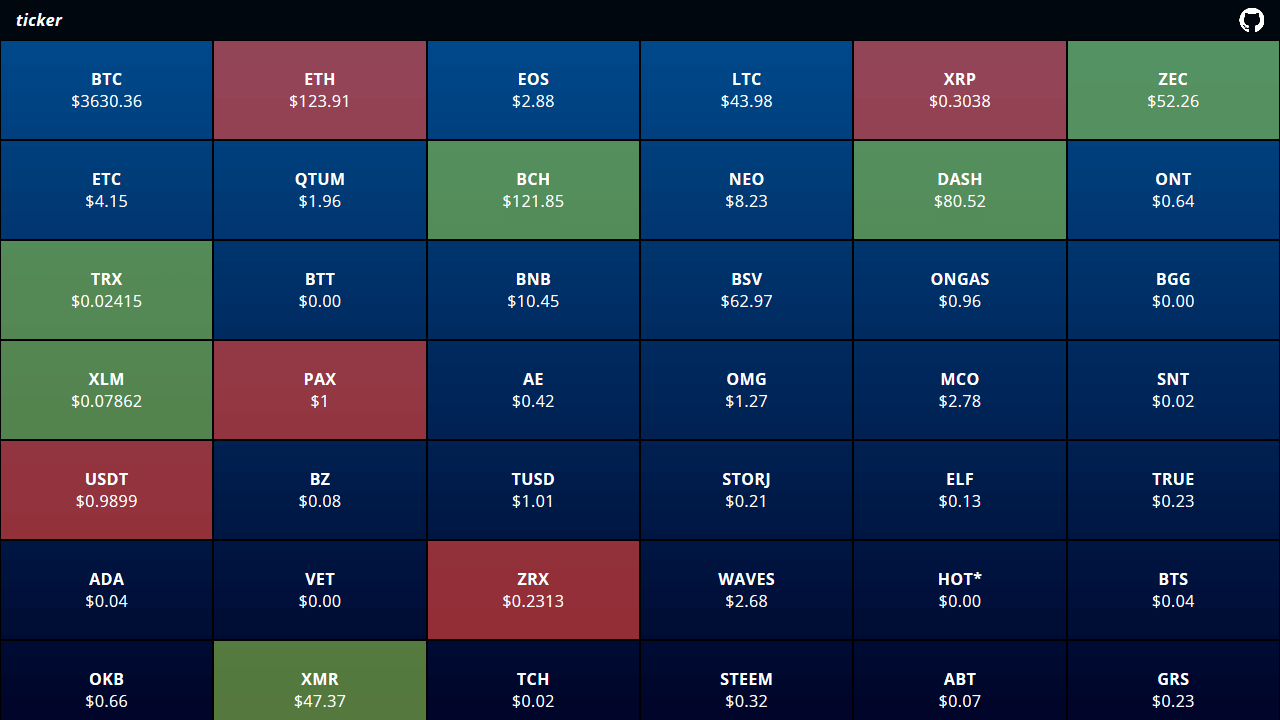 ticker
BTC
$3630.36
ETH
$123.91
EOS
$2.88
LTC
$43.98
XRP
$0.3038
ZEC
$52.26
ETC
$4.15
QTUM
$1.96
BCH
$121.85
NEO
$8.23
DASH
$80.52
ONT
$0.64
TRX
$0.02415
BTT
$0.00
BNB
$10.45
BSV
$62.97
ONGAS
$0.96
BGG
$0.00
XLM
$0.07862
PAX
$1
AE
$0.42
OMG
$1.27
MCO
$2.78
SNT
$0.02
USDT
$0.9899
BZ
$0.08
TUSD
$1.01
STORJ
$0.21
ELF
$0.13
TRUE
$0.23
ADA
$0.04
VET
$0.00
ZRX
$0.2313
WAVES
$2.68
HOT*
$0.00
BTS
$0.04
OKB
$0.66
XMR
$47.37
TCH
$0.02
STEEM
$0.32
ABT
$0.07
GRS
$0.23